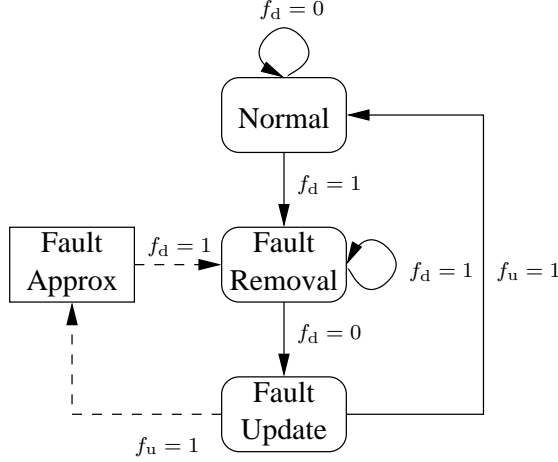 f_d = 0
Normal
f_d = 1
Fault
Approx
f_d = 1
Fault
Removal
f_d = 1
f_u = 1
f_d = 0
Fault
Update
f_u = 1